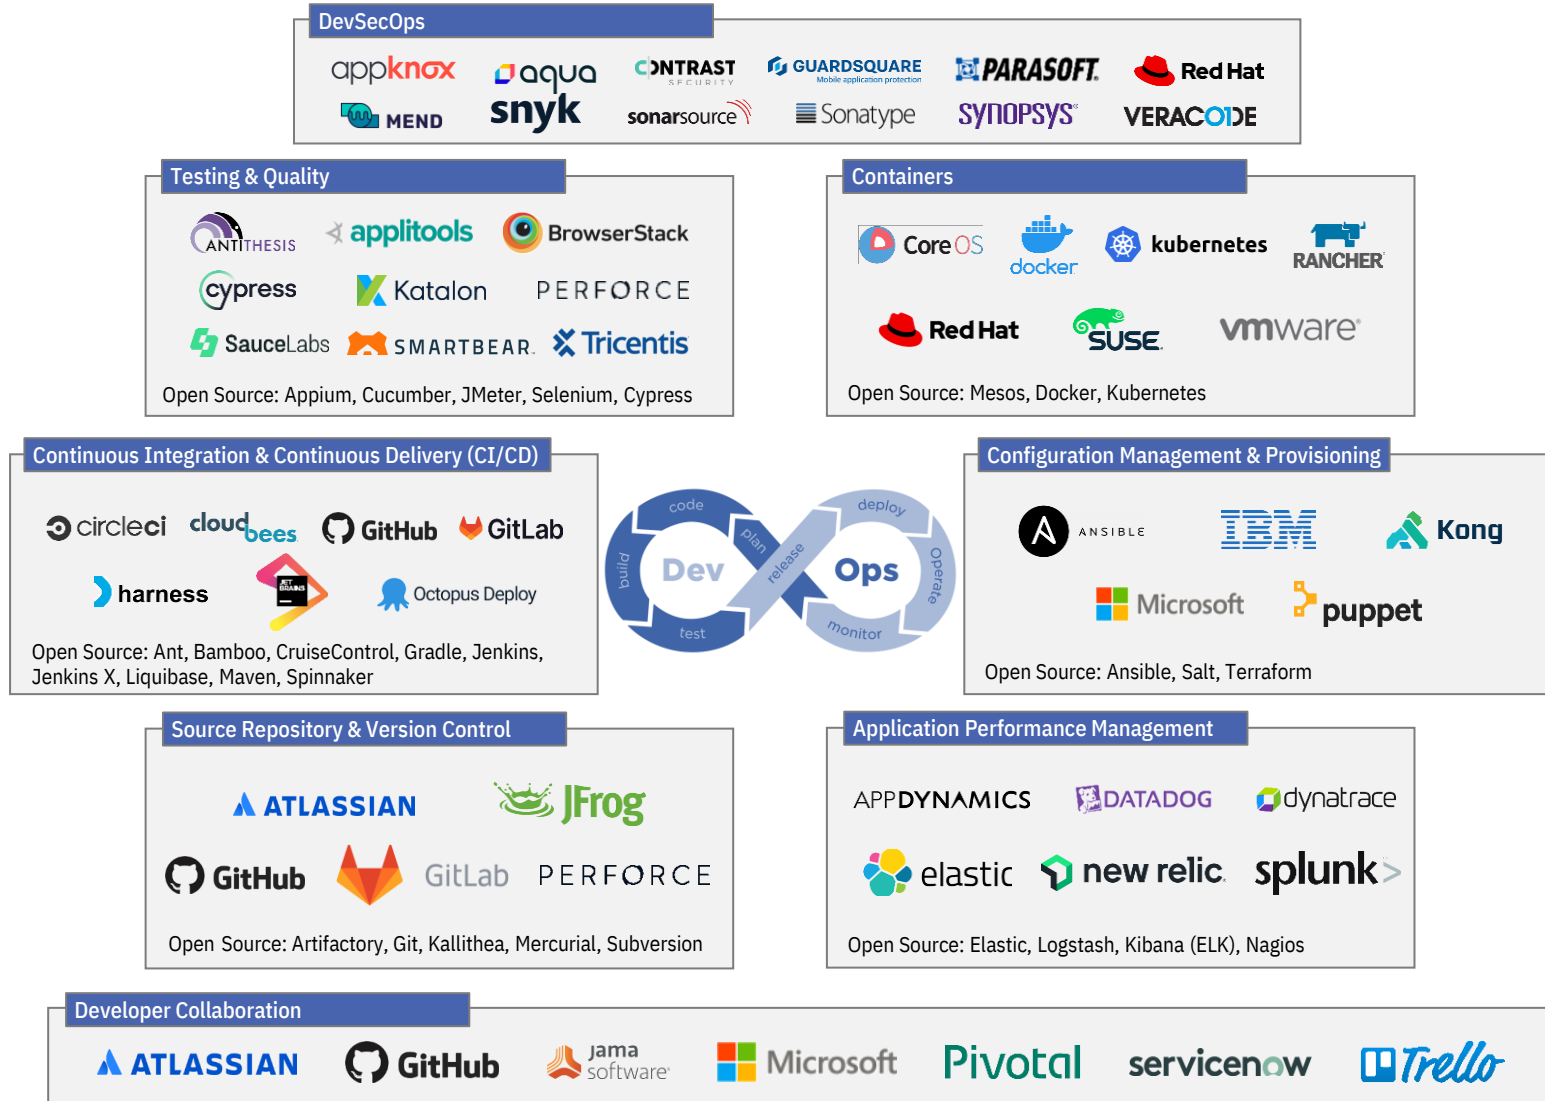 DevSecOps
appknox
aqua
CONTRAST
SECURITY
GUARDSQUARE
Mobile application protection
PARASOFT.
Red Hat
MEND
snyk
sonarsource
Sonatype
SYNOPSYS®
VERACODE
Testing & Quality
ANTITHESIS
applitools
BrowserStack
cypress
Katalon
PERFORCE
SauceLabs
SMARTBEAR.
Tricentis
Open Source: Appium, Cucumber, JMeter, Selenium, Cypress
Containers
CoreOS
docker
kubernetes
RANCHER
Red Hat
SUSE.
vmware®
Open Source: Mesos, Docker, Kubernetes
Continuous Integration & Continuous Delivery (CI/CD)
circleci
cloudbees
GitHub
GitLab
harness
JET
BRAINS
Octopus Deploy
Open Source: Ant, Bamboo, CruiseControl, Gradle, Jenkins,
Jenkins X, Liquibase, Maven, Spinnaker
code
plan
build
Dev
test
release
deploy
Ops
Operate
monitor
Configuration Management & Provisioning
A
ANSIBLE
IBM
Kong
Microsoft
puppet
Open Source: Ansible, Salt, Terraform
Source Repository & Version Control
ATLASSIAN
JFrog
GitHub
GitLab
PERFORCE
Open Source: Artifactory, Git, Kallithea, Mercurial, Subversion
Application Performance Management
APPDYNAMICS
DATADOG
dynatrace
elastic
new relic.
splunk>
Open Source: Elastic, Logstash, Kibana (ELK), Nagios
Developer Collaboration
ATLASSIAN
GitHub
jama
software®
Microsoft
Pivotal
servicenow
Trello